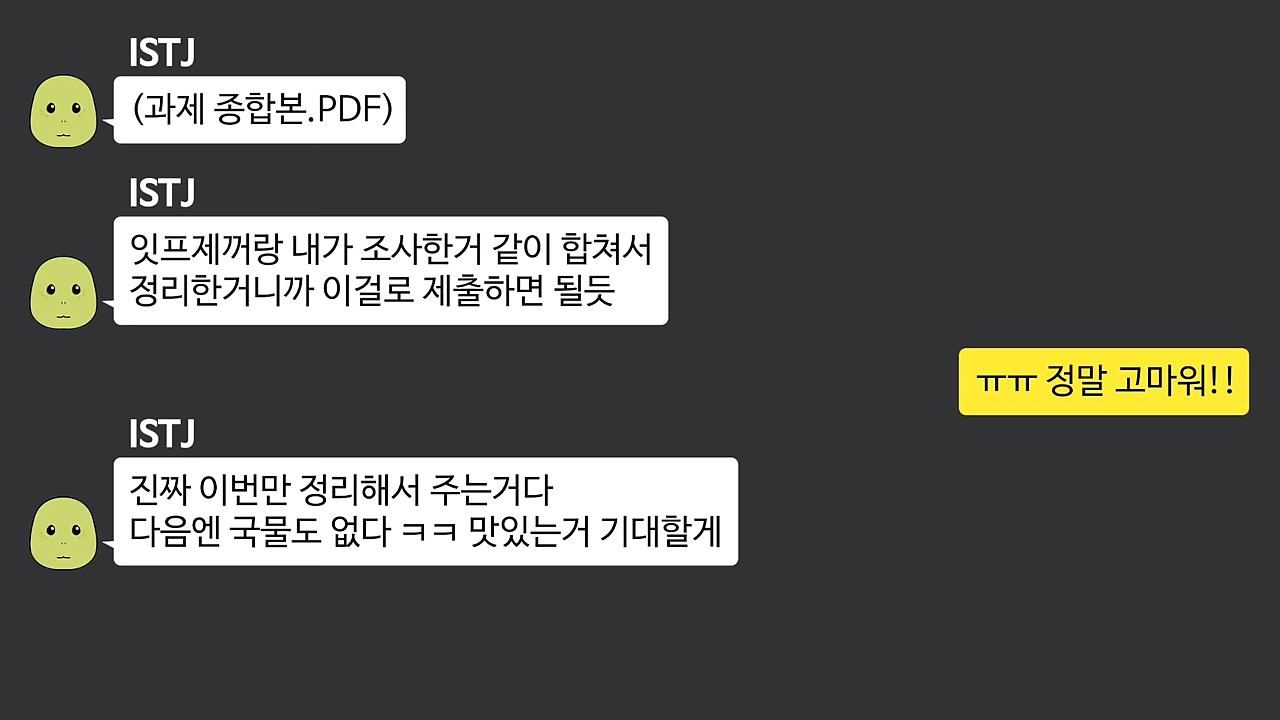 ISTJ
(과제 종합본.PDF)
ISTJ
잇프제꺼랑 내가 조사한거 같이 합쳐서
정리한거니까 이걸로 제출하면 될듯
ㅠㅠ 정말 고마워!!
ISTJ
진짜 이번만 정리해서 주는거다
다음엔 국물도 없다 ㅋㅋ 맛있는거 기대할게